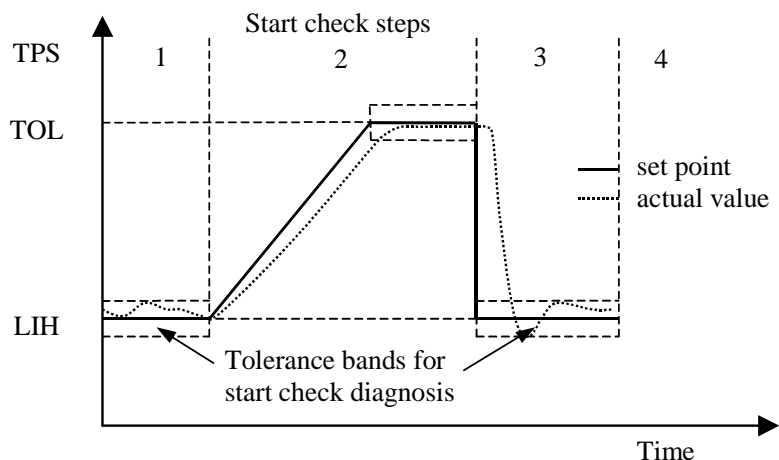 Start check steps
TPS
1
2
3
4
TOL
set point
actual value
LIH
Tolerance bands for
start check diagnosis
Time